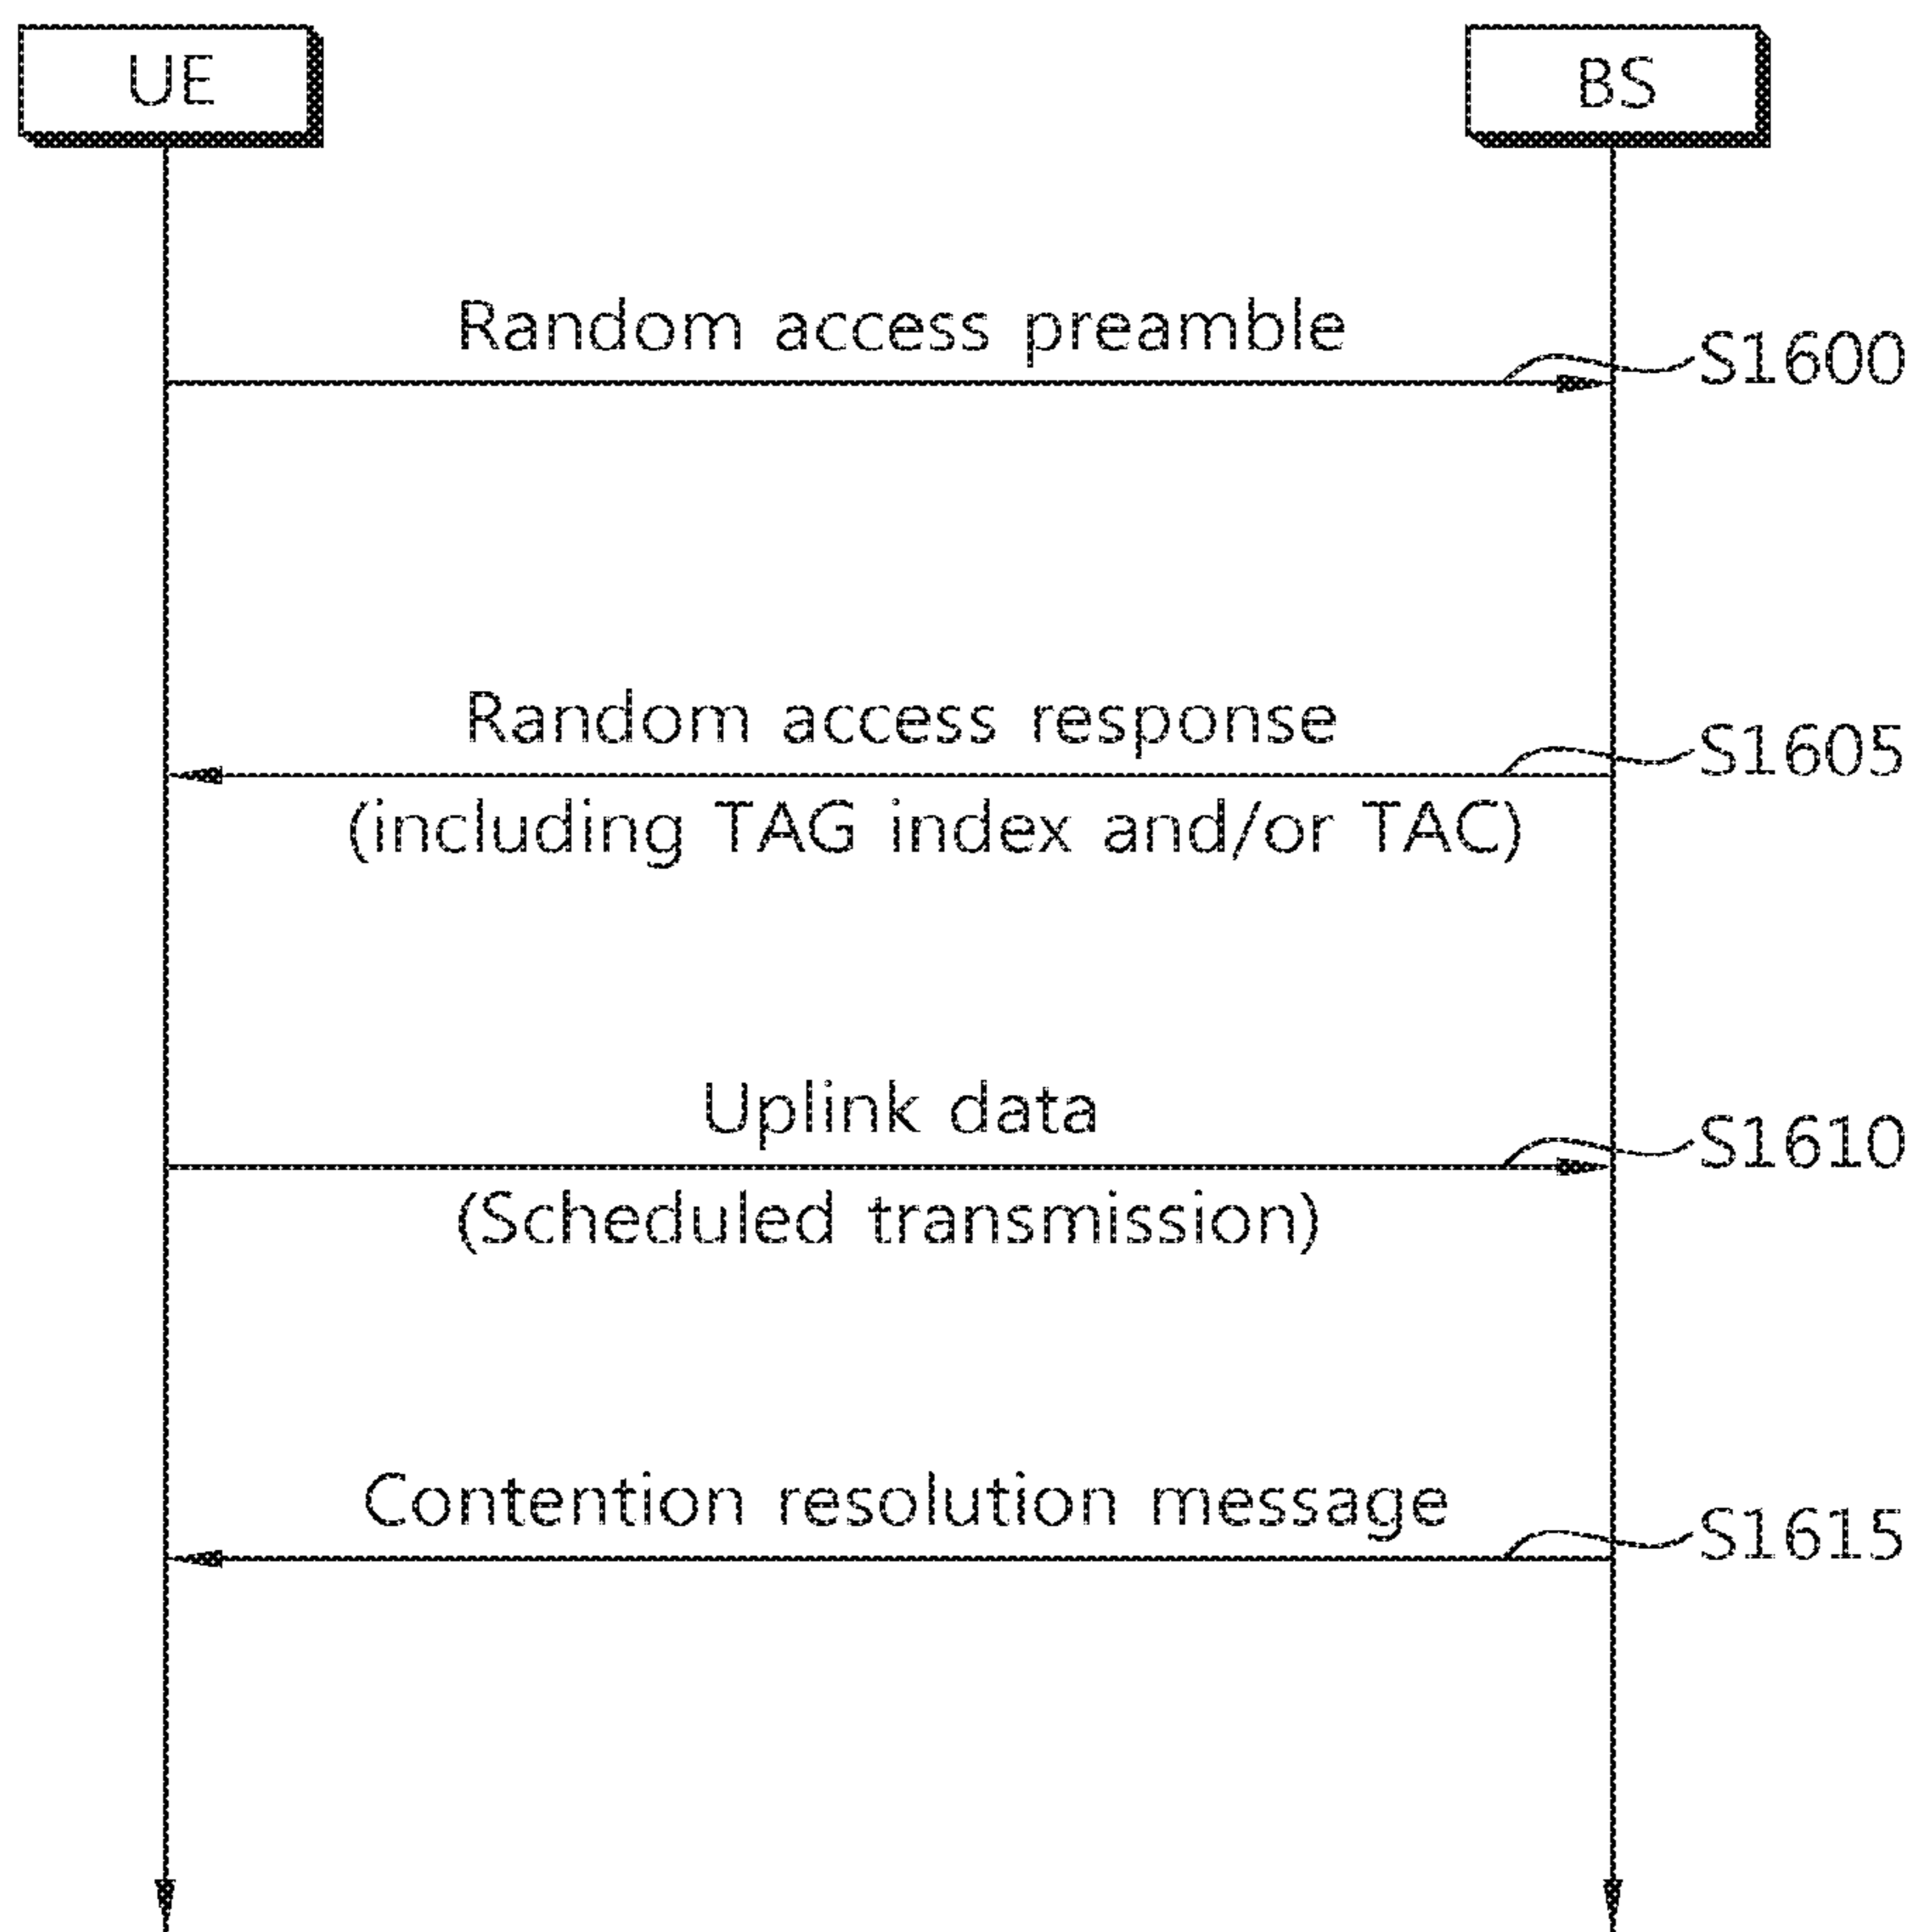 UE
BS
Random access preamble
S1600
Random access response
S1605
(including TAG index and/or TAC)
Uplink data
S1610
(Scheduled transmission)
Contention resolution message
S1615